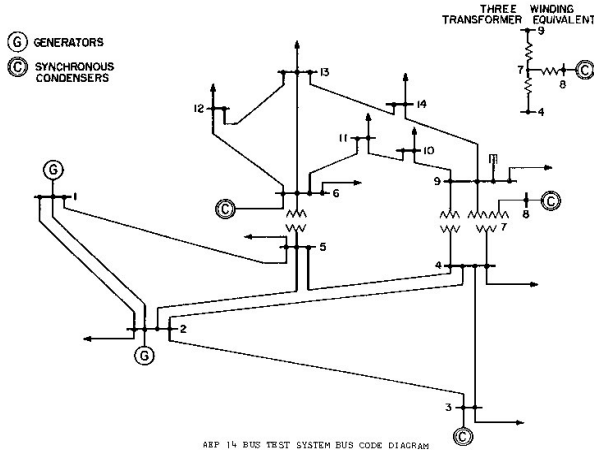 THREE WINDING
TRANSFORMER EQUIVALENT
9
7
C
8
4
G GENERATORS
C SYNCHRONOUS
CONDENSERS
13
12
14
11
10
9
G
1
6
C
8
C
7
5
4
2
G
3
C
AEP 14 BUS TEST SYSTEM BUS CODE DIAGRAM